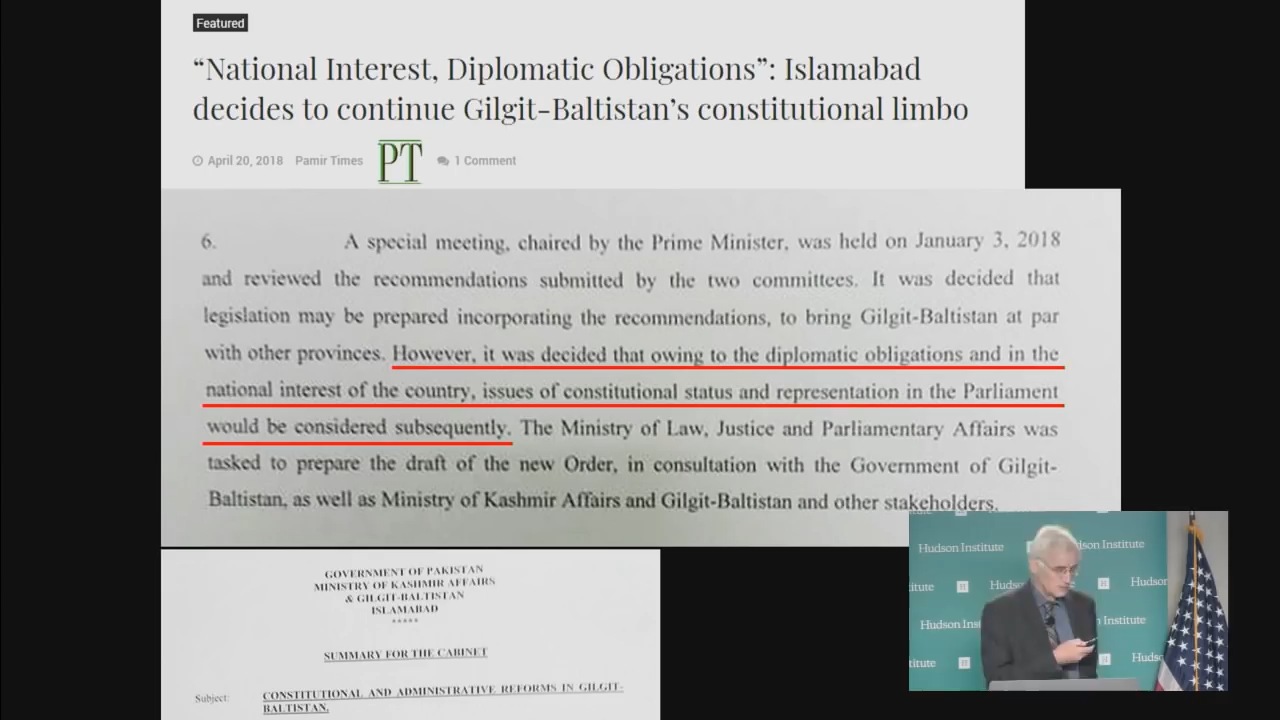 Featured
“National Interest, Diplomatic Obligations”: Islamabad
decides to continue Gilgit-Baltistan’s constitutional limbo
April 20, 2018 Pamir Times PT 1 Comment
6. A special meeting, chaired by the Prime Minister, was held on January 3, 2018
and reviewed the recommendations submitted by the two committees. It was decided that
legislation may be prepared incorporating the recommendations, to bring Gilgit-Baltistan at par
with other provinces. However, it was decided that owing to the diplomatic obligations and in the
national interest of the country, issues of constitutional status and representation in the Parliament
would be considered subsequently. The Ministry of Law, Justice and Parliamentary Affairs was
tasked to prepare the draft of the new Order, in consultation with the Government of Gilgit-
Baltistan, as well as Ministry of Kashmir Affairs and Gilgit-Baltistan and other stakeholders.
GOVERNMENT OF PAKISTAN
MINISTRY OF KASHMIR AFFAIRS
& GILGIT-BALTISTAN
ISLAMABAD
*****
SUMMARY FOR THE CABINET
Subject: CONSTITUTIONAL AND ADMINISTRATIVE REFORMS IN GILGIT-
BALTISTAN.
Hudson Institute dson Institute
itute H Huds H Hudson
Hudson Inst Institute
titute H H Hudso